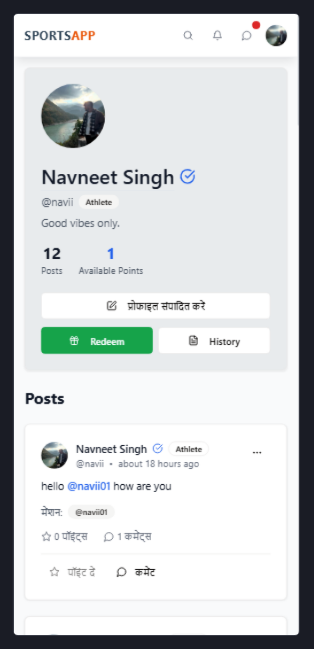 SPORTSAPP
Navneet Singh
@navii Athlete
Good vibes only.
12 1
Posts Available Points
प्रोफाइल संपादित करे
Redeem History
Posts
Navneet Singh Athlete ...
@navii • about 18 hours ago
hello @navii01 how are you
मेंशन: @navii01
0 पॉइंट्स 1 कमेंट्स
पॉइंट दे कमेंट